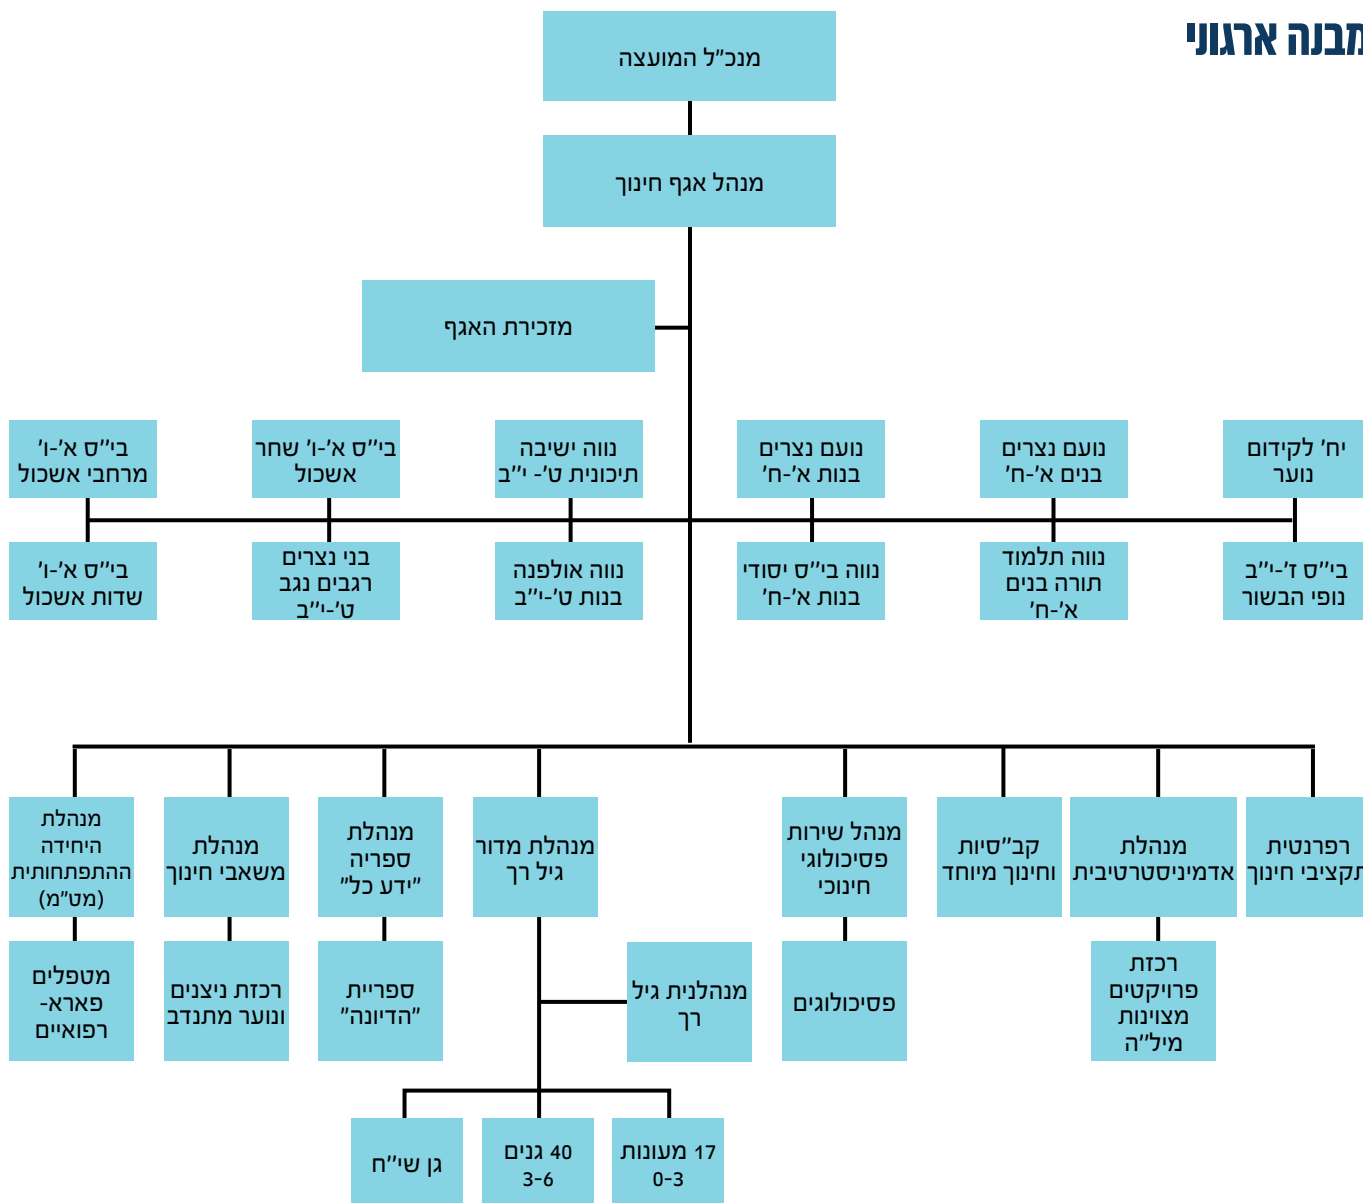 מבנה ארגוני
מנכ"ל המועצה
מנהל אגף חינוך
מזכירת האגף
יח' לקידום
נוער
נועם נצרים
בנים א'-ח'
נועם נצרים
בנות א'-ח'
נווה ישיבה
תיכונית ט'- י"ב
בי"ס א'-ו' שחר
אשכול
בי"ס א'-ו'
מרחבי אשכול
בי"ס ז'-י"ב
נופי הבשור
נווה תלמוד
תורה בנים
א'-ח'
נווה בי"ס יסודי
בנות א'-ח'
נווה אולפנה
בנות ט'-י"ב
בני נצרים
רגבים נגב
ט'-י"ב
בי"ס א'-ו'
שדות אשכול
רפרנטית
תקציבי חינוך
מנהלת
אדמיניסטרטיבית
קב"סיות
וחינוך מיוחד
מנהל שירות
פסיכולוגי
חינוכי
מנהלת מדור
גיל רך
מנהלת
ספריה
"ידע כל"
מנהלת
משאבי חינוך
מנהלת
היחידה
ההתפתחותית
(מט"מ)
רכזת
פרויקטים
מצוינות
מיל"ה
פסיכולוגים
מנהלנית גיל
רך
ספריית
"הדיונה"
רכזת ניצנים
ונוער מתנדב
מטפלים
פארא-
רפואיים
17 מעונות
0-3
40 גנים
3-6
גן שי"ח